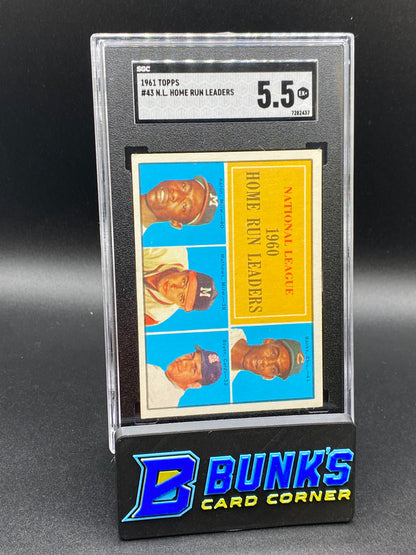 SGC
1961 TOPPS
#43 N.L. HOME RUN LEADERS
5.5
EX+
7282437
NATIONAL LEAGUE
1960
HOME RUN LEADERS
M
M
B BUNK'S
CARD CORNER